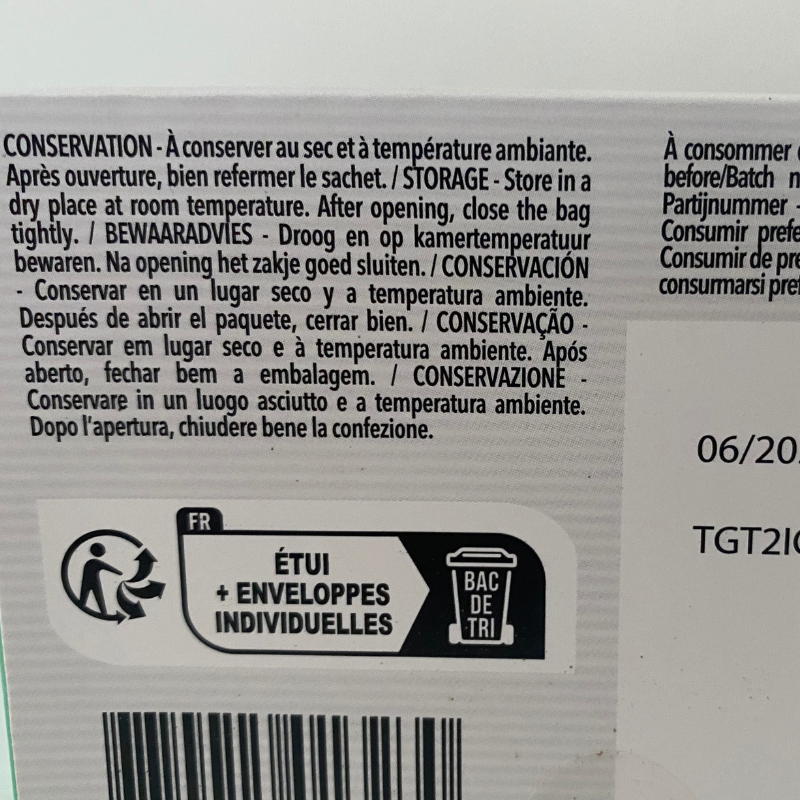 CONSERVATION - À conserver au sec et à température ambiante.
Après ouverture, bien refermer le sachet. / STORAGE - Store in a
dry place at room temperature. After opening, close the bag
tightly. / BEWAARADVIES - Droog en op kamertemperatuur
bewaren. Na opening het zakje goed sluiten. / CONSERVACIÓN
- Conservar en un lugar seco y a temperatura ambiente.
Después de abrir el paquete, cerrar bien. / CONSERVAÇÃO -
Conservar em lugar seco e à temperatura ambiente. Após
aberto, fechar bem a embalagem. / CONSERVAZIONE -
Conservare in un luogo asciutto e a temperatura ambiente.
Dopo l'apertura, chiudere bene la confezione.
À consommer
before/Batch
Partijnummer -
Consumir
Consumir de
consurmarsi
06/20
TGT2I
FR
ÉTUI
+ ENVELOPPES
INDIVIDUELLES
BAC
DE
TRI